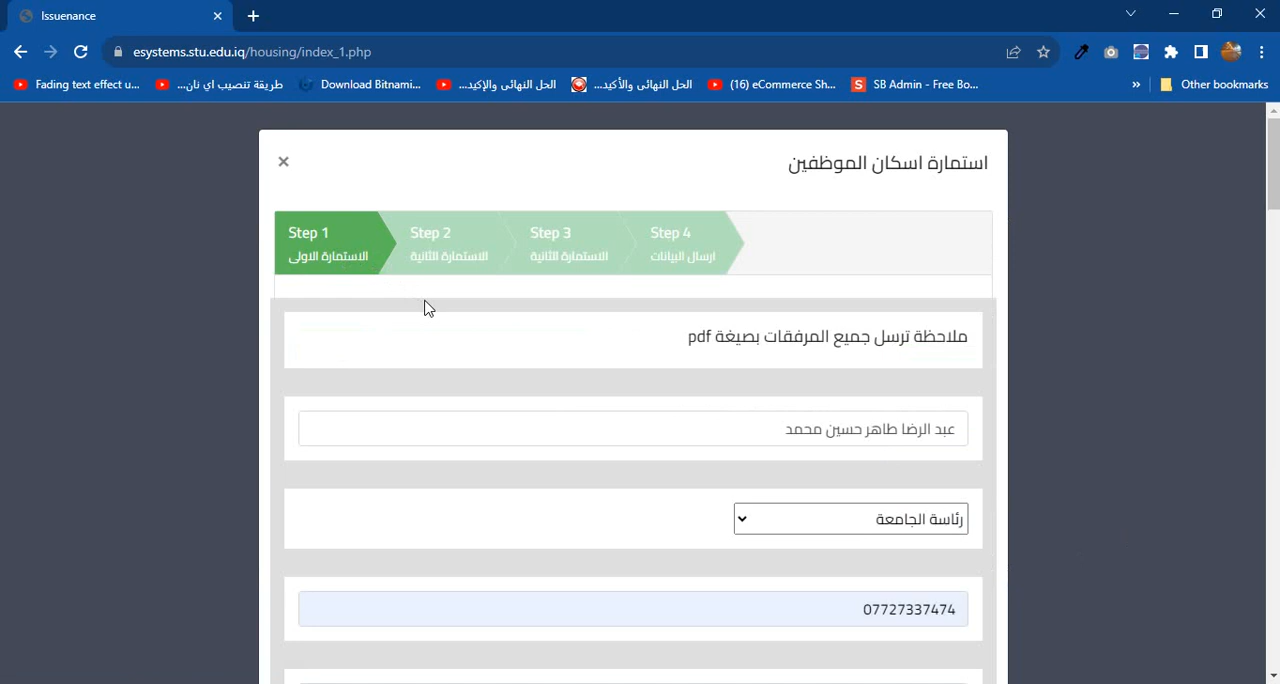 Issuenance
esystems.stu.edu.iq/housing/index_1.php
Fading text effect u...
طريقة تنصيب اي نان...
Download Bitnami...
الحل النهائي والإكيد...
الحل النهائي والأكيد...
(16) eCommerce Sh...
SB Admin - Free Bo...
»
Other bookmarks
استمارة اسكان الموظفين
×
Step 1
الاستمارة الاولى
Step 2
الاستمارة الثانية
Step 3
الاستمارة الثانية
Step 4
ارسال البيانات
ملاحظة ترسل جميع المرفقات بصيغة pdf
عبد الرضا طاهر حسين محمد
رئاسة الجامعة
07727337474